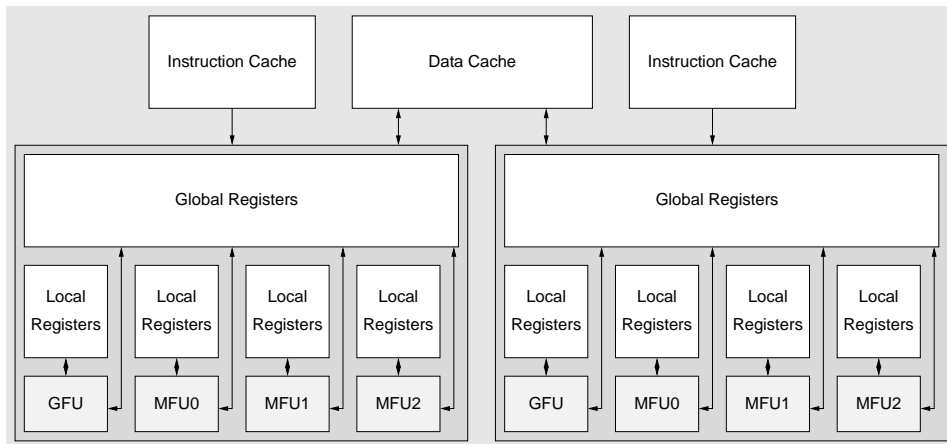 Instruction Cache
Data Cache
Instruction Cache
Global Registers
Global Registers
Local
Registers
Local
Registers
Local
Registers
Local
Registers
Local
Registers
Local
Registers
Local
Registers
Local
Registers
GFU
MFU0
MFU1
MFU2
GFU
MFU0
MFU1
MFU2